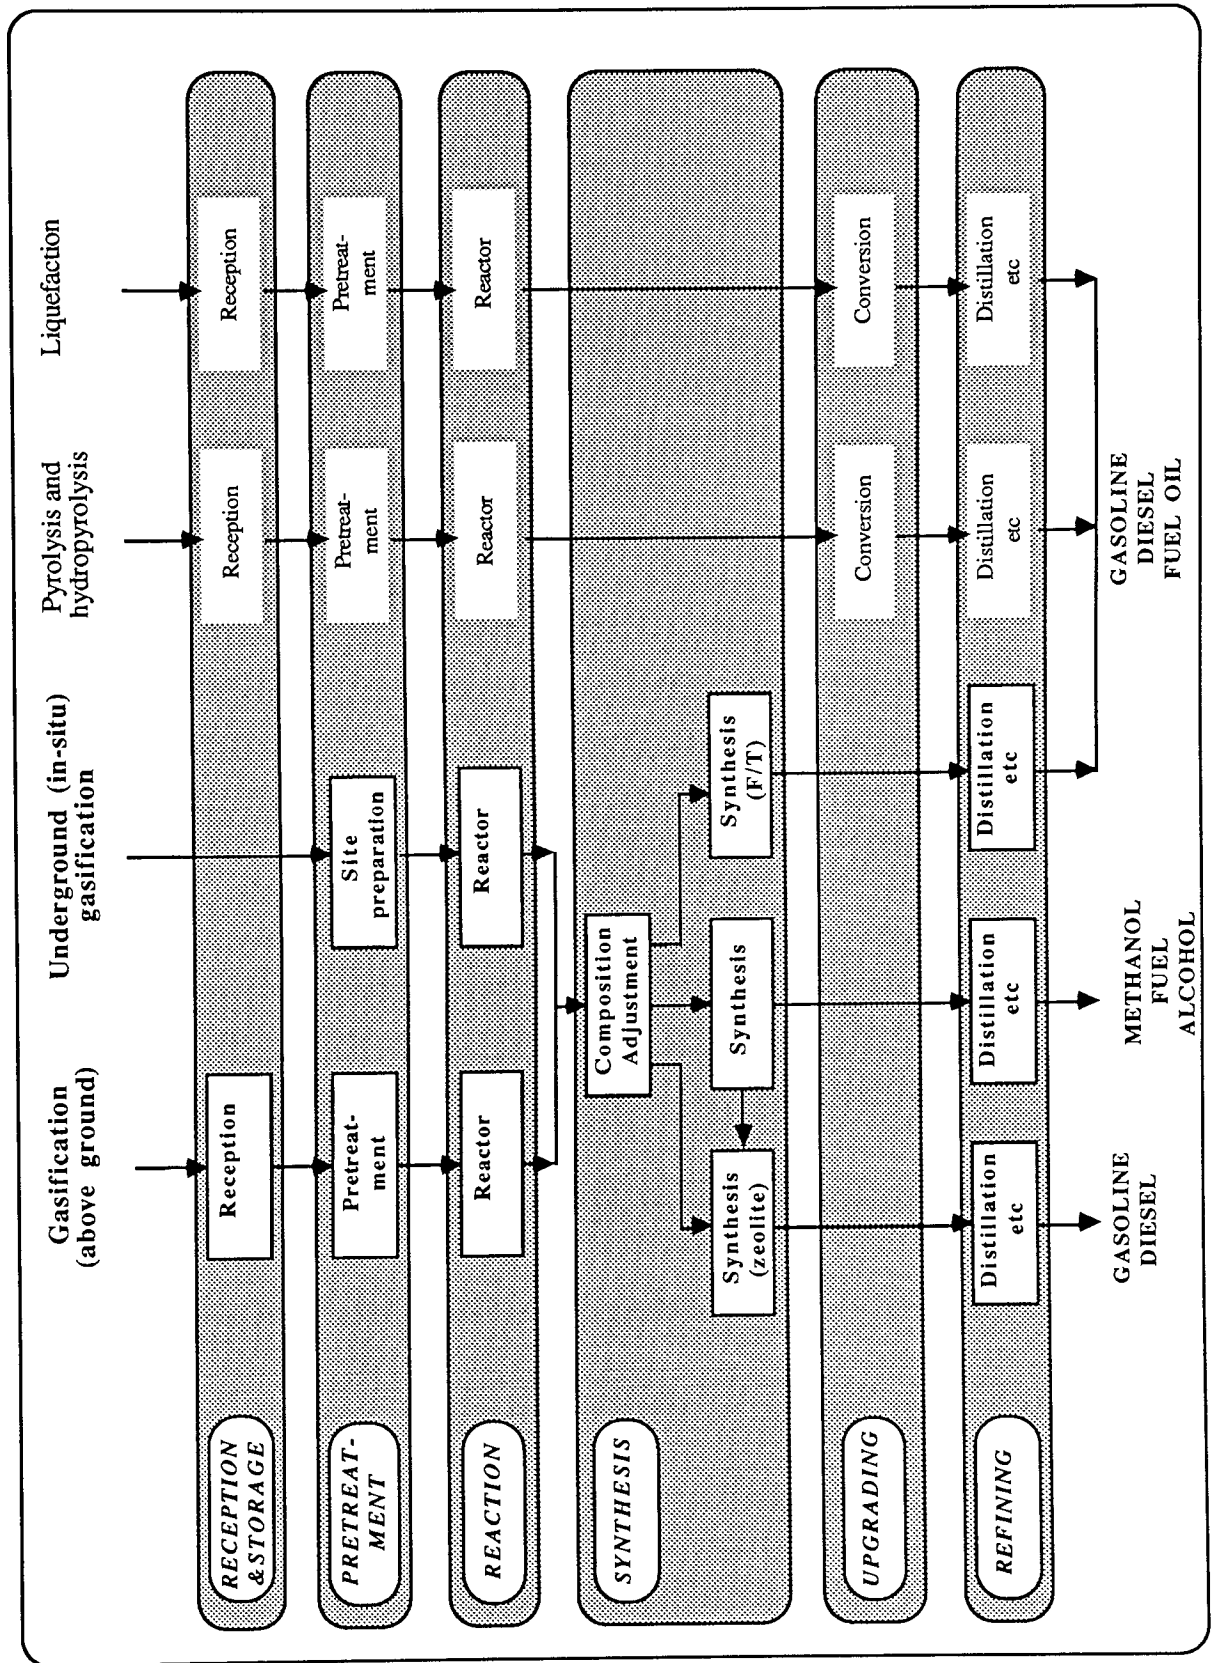 Gasification
(above ground)
Underground (in-situ)
gasification
Pyrolysis and
hydropyrolysis
Liquefaction
RECEPTION
&STORAGE
Reception
Reception
Reception
PRETREAT-
MENT
Pretreat-
ment
Site
preparation
Pretreat-
ment
Pretreat-
ment
REACTION
Reactor
Reactor
Reactor
Reactor
SYNTHESIS
Composition
Adjustment
Synthesis
(zeolite)
Synthesis
Synthesis
(F/T)
UPGRADING
Conversion
Conversion
REFINING
Distillation
etc
Distillation
etc
Distillation
etc
Distillation
etc
Distillation
etc
GASOLINE
DIESEL
METHANOL
FUEL
ALCOHOL
GASOLINE
DIESEL
FUEL OIL